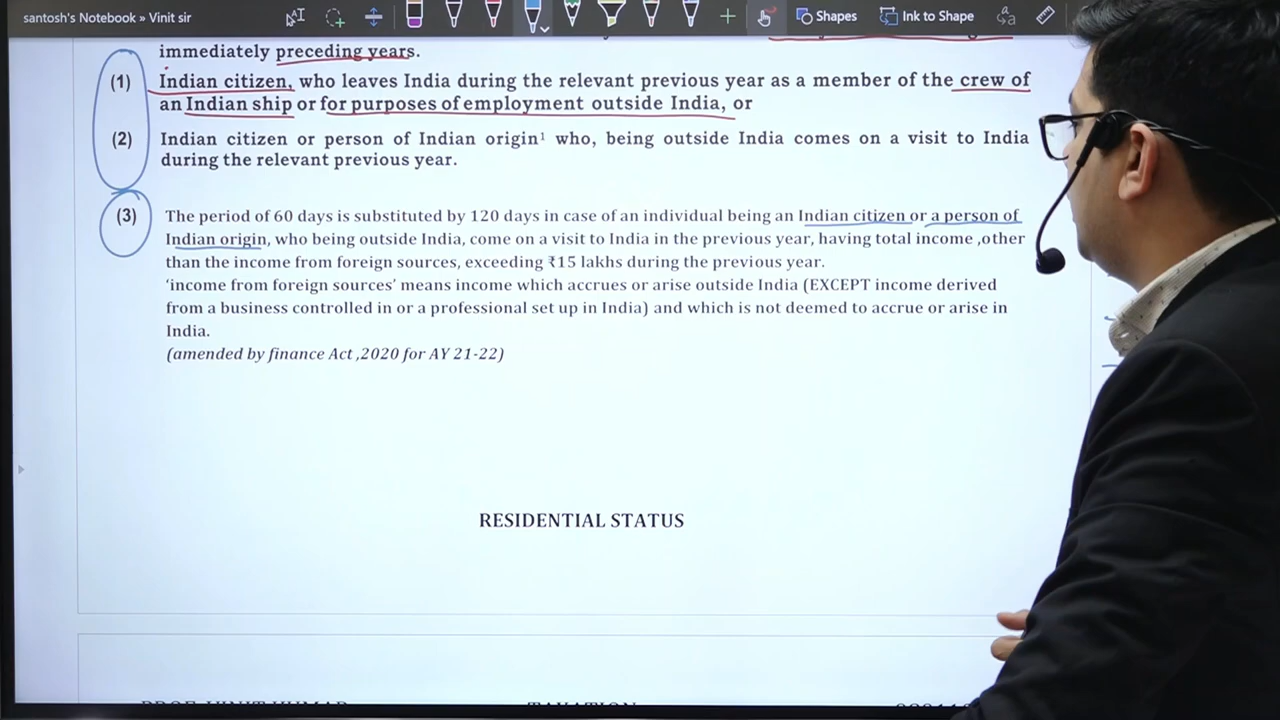 santosh's Notebook » Vinit sir
Shapes
Ink to Shape
immediately preceding years.
(1) Indian citizen, who leaves India during the relevant previous year as a member of the crew of
an Indian ship or for purposes of employment outside India, or
(2) Indian citizen or person of Indian origin¹ who, being outside India comes on a visit to India
during the relevant previous year.
(3) The period of 60 days is substituted by 120 days in case of an individual being an Indian citizen or a person of
Indian origin, who being outside India, come on a visit to India in the previous year, having total income ,other
than the income from foreign sources, exceeding ₹15 lakhs during the previous year.
‘income from foreign sources’ means income which accrues or arise outside India (EXCEPT income derived
from a business controlled in or a professional set up in India) and which is not deemed to accrue or arise in
India.
(amended by finance Act ,2020 for AY 21-22)
RESIDENTIAL STATUS
TAXATION